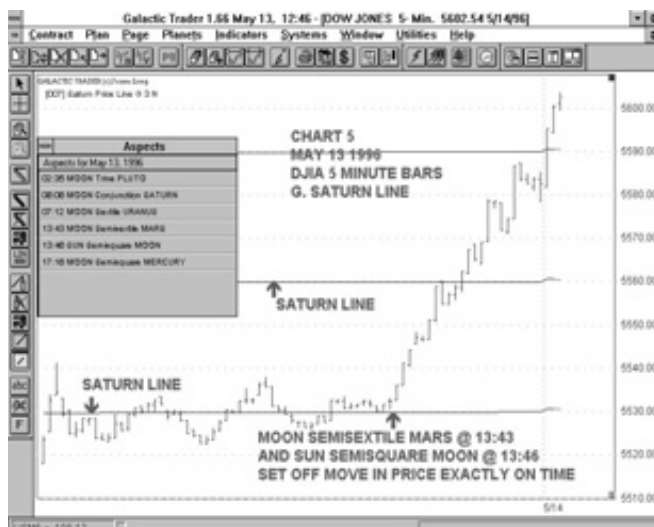 Galactic Trader 1.66 May 13, 12:46 - [DOW JONES 5- Min. 5602.54 5/14/96]
Contract Plan Page Planets Indicators Systems Window Utilities Help
[007] Saturn Price Line G 3 N
CHART 5
MAY 13 1996
DJIA 5 MINUTE BARS
G. SATURN LINE
Aspects
Aspects for May 13, 1996
02:35 MOON Trine PLUTO
MOON Conjunction SATURN
07:12 MOON Sextile URANUS
13:43 MOON Semisextile MARS
13:46 SUN Semisquare MOON
MOON Semisquare MERCURY
SATURN LINE
SATURN LINE
MOON SEMISEXTILE MARS @ 13:43
AND SUN SEMISQUARE MOON @ 13:46
SET OFF MOVE IN PRICE EXACTLY ON TIME
5600.00
5590.00
5580.00
5570.00
5560.00
5550.00
5540.00
5530.00
5520.00
5510.00
5/14
abc
F